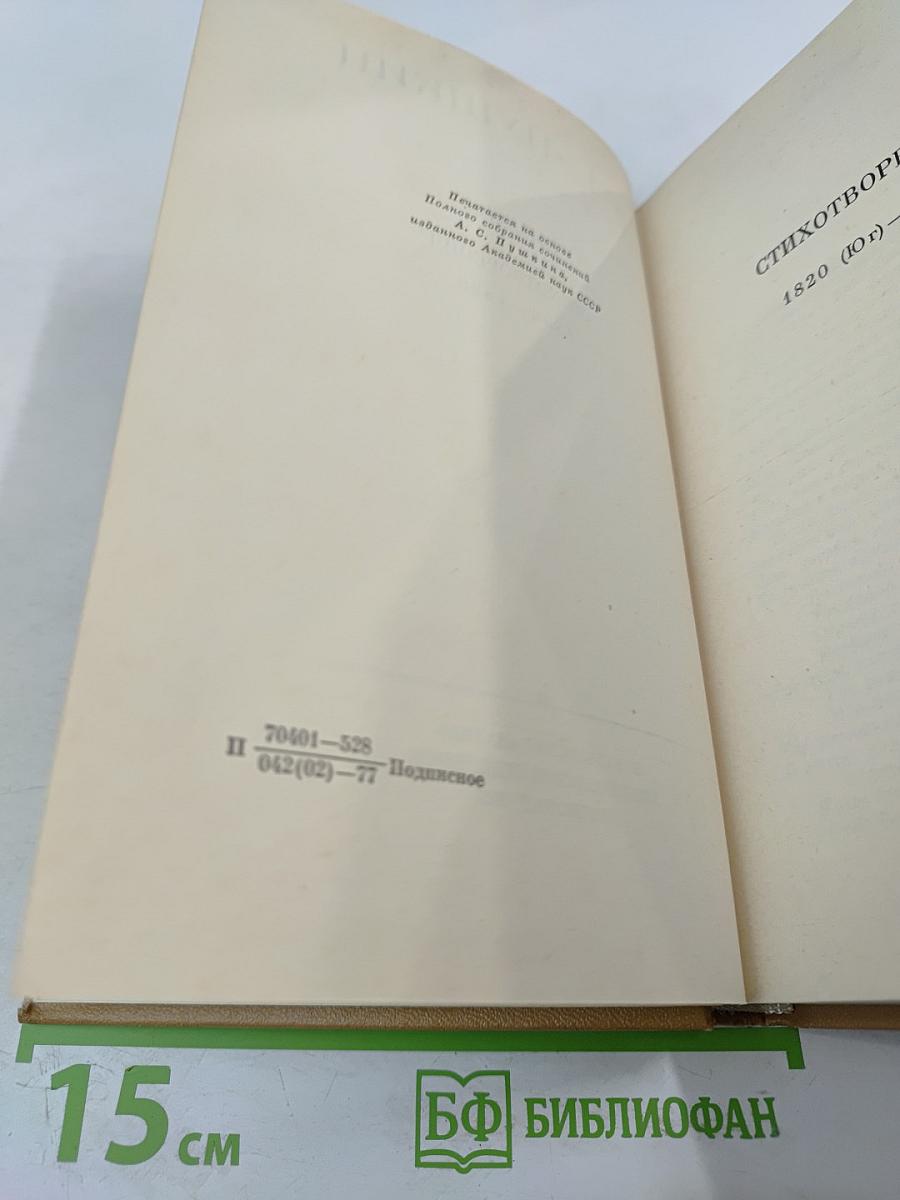 Печатается на основе
Полного собрания сочинений
А. С. Пушкина,
изданного Академией наук СССР
П 70401—528
042(02)—77 Подписное
1820 (Юг)—
15 см
БФ БИБЛИОФАН